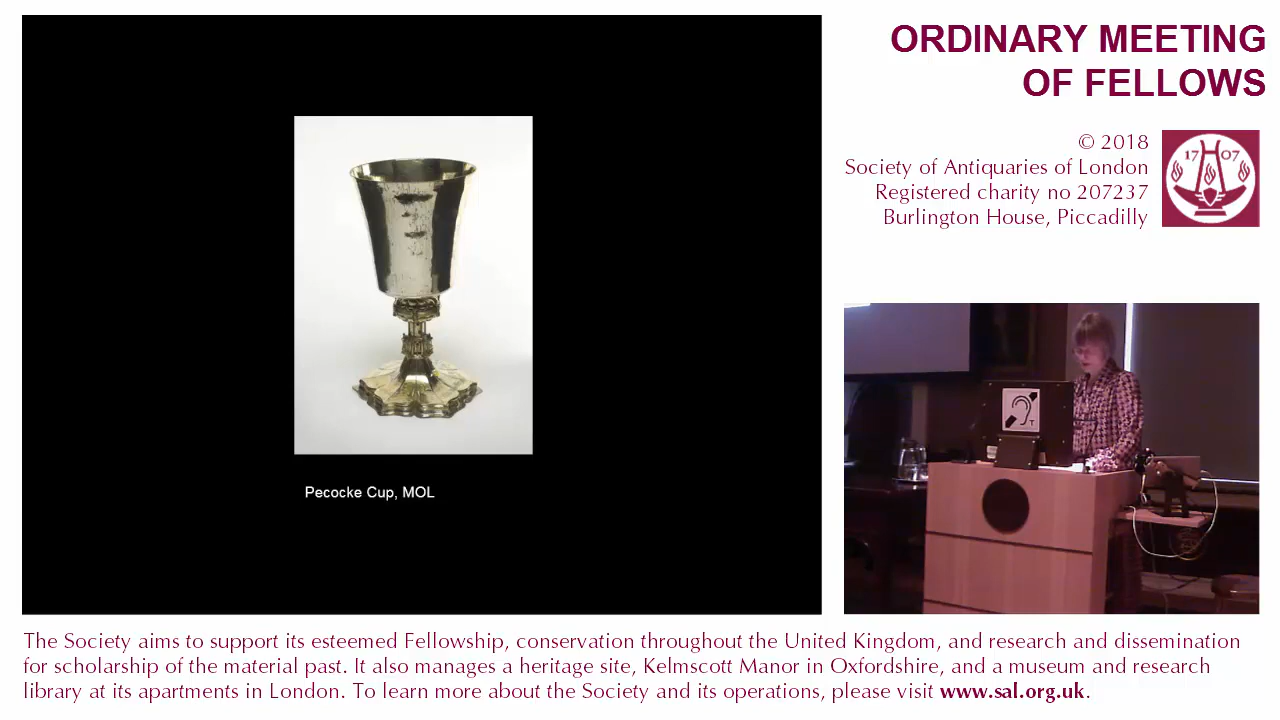 ORDINARY MEETING
OF FELLOWS
© 2018
Society of Antiquaries of London
Registered charity no 207237
Burlington House, Piccadilly
17 07
Pecocke Cup, MOL
T
The Society aims to support its esteemed Fellowship, conservation throughout the United Kingdom, and research and dissemination
for scholarship of the material past. It also manages a heritage site, Kelmscott Manor in Oxfordshire, and a museum and research
library at its apartments in London. To learn more about the Society and its operations, please visit www.sal.org.uk.